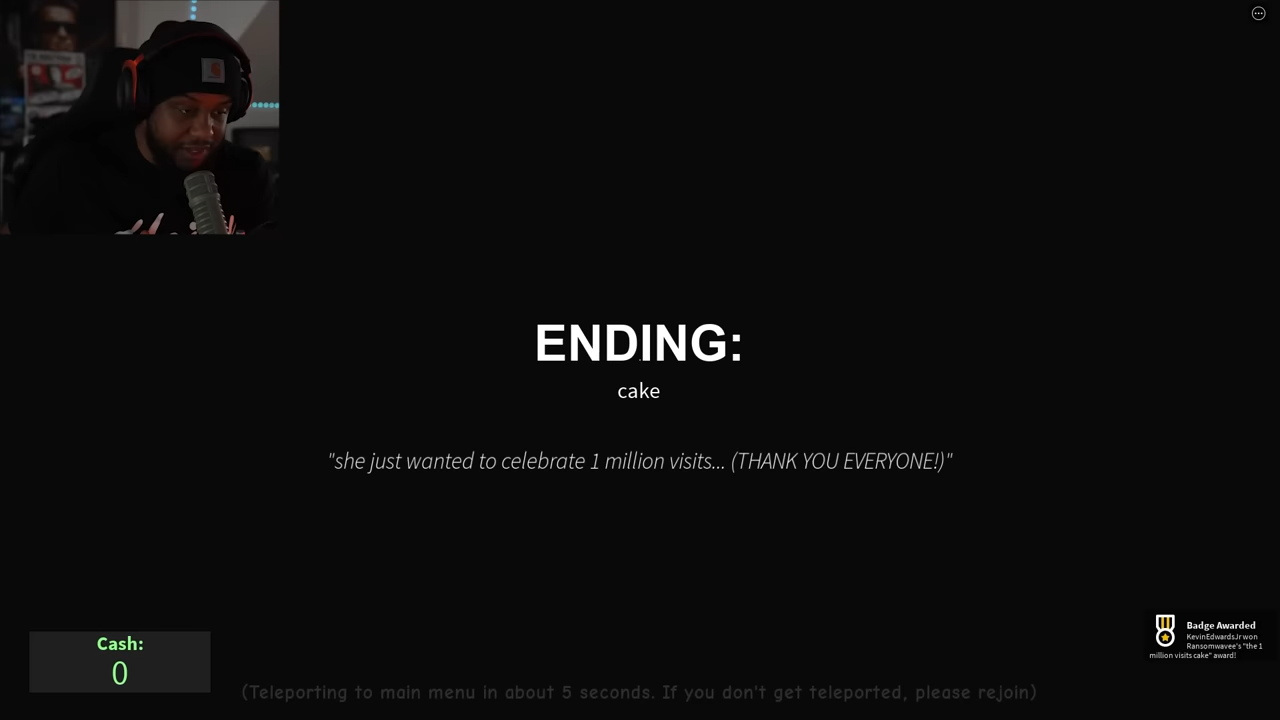 ENDING:
cake
"she just wanted to celebrate 1 million visits... (THANK YOU EVERYONE!)"
Cash:
0
Badge Awarded
KevinEdwardsJr won
Ransomwavee's "the 1
million visits cake" award!
(Teleporting to main menu in about 5 seconds. If you don't get teleported, please rejoin)